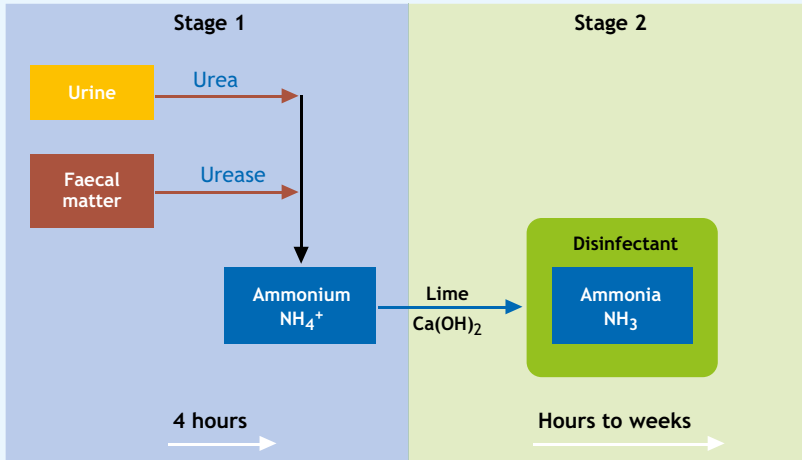 Stage 1
Stage 2
Urine
Urea
Faecal
matter
Urease
Disinfectant
Ammonium
NH₄⁺
Lime
Ca(OH)₂
Ammonia
NH₃
4 hours
Hours to weeks